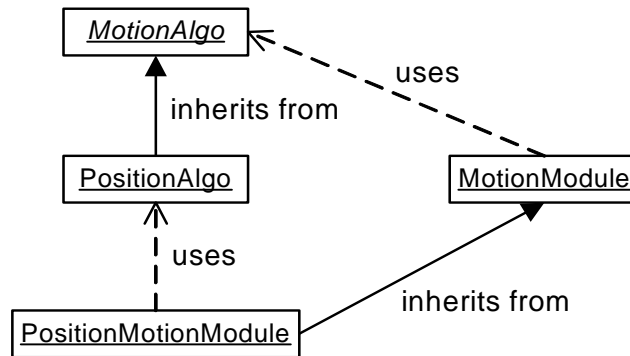 MotionAlgo
uses
inherits from
PositionAlgo
MotionModule
uses
inherits from
PositionMotionModule